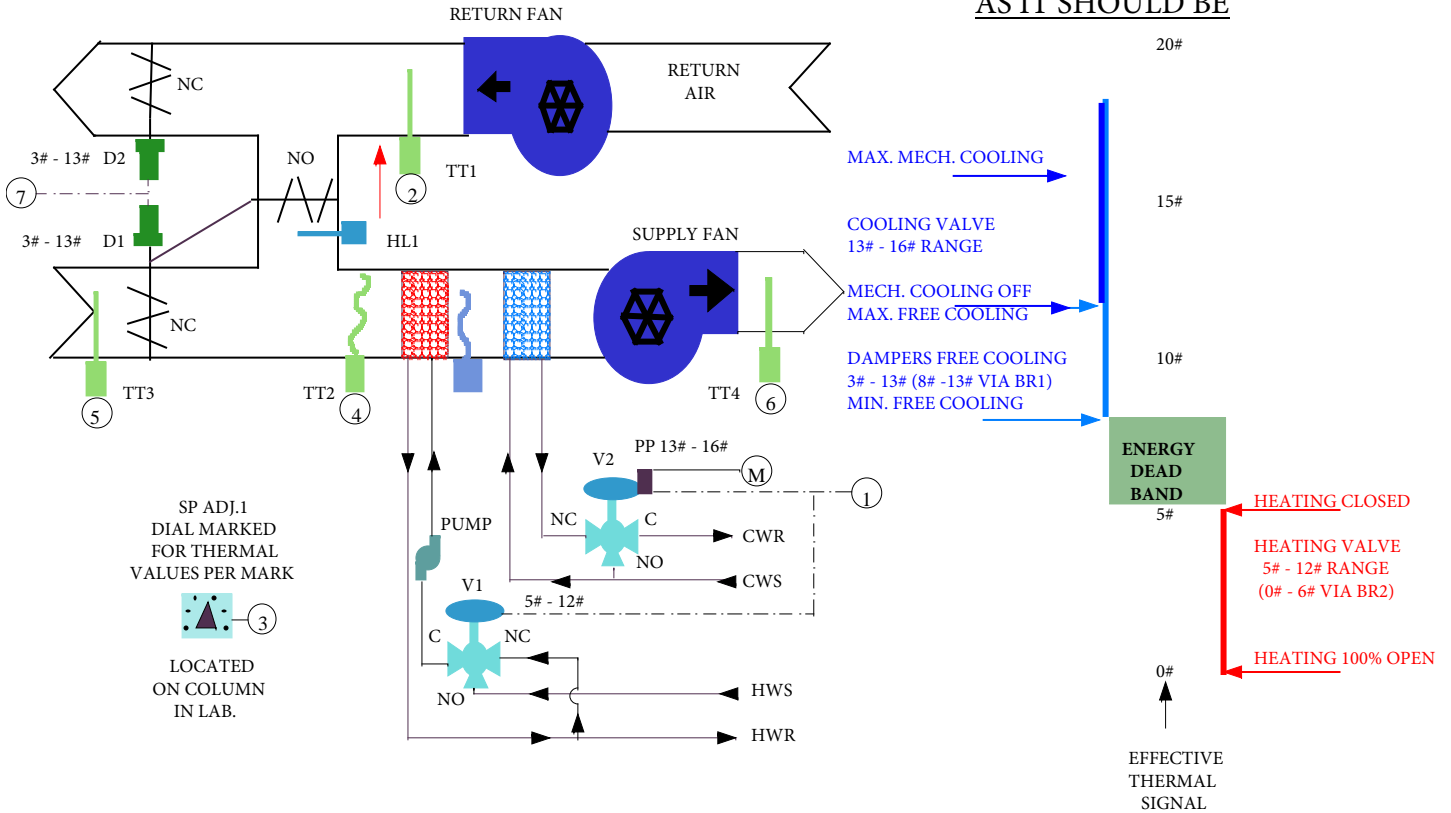 RETURN FAN
AS IT SHOULD BE
20#
NC
RETURN
AIR
3# - 13#
D2
NO
TT1
2
7
MAX. MECH. COOLING
15#
3# - 13#
D1
HL1
SUPPLY FAN
COOLING VALVE
13# - 16# RANGE
NC
MECH. COOLING OFF
MAX. FREE COOLING
DAMPERS FREE COOLING
3# - 13# (8# -13# VIA BR1)
MIN. FREE COOLING
10#
TT3
5
TT2
4
TT4
6
ENERGY
DEAD
BAND
5#
HEATING CLOSED
HEATING VALVE
5# - 12# RANGE
(0# - 6# VIA BR2)
HEATING 100% OPEN
0#
EFFECTIVE
THERMAL
SIGNAL
PP 13# - 16#
V2
M
1
NC
C
NO
CWR
CWS
PUMP
V1
5# - 12#
C
NC
NO
HWS
HWR
SP ADJ.1
DIAL MARKED
FOR THERMAL
VALUES PER MARK
3
LOCATED
ON COLUMN
IN LAB.